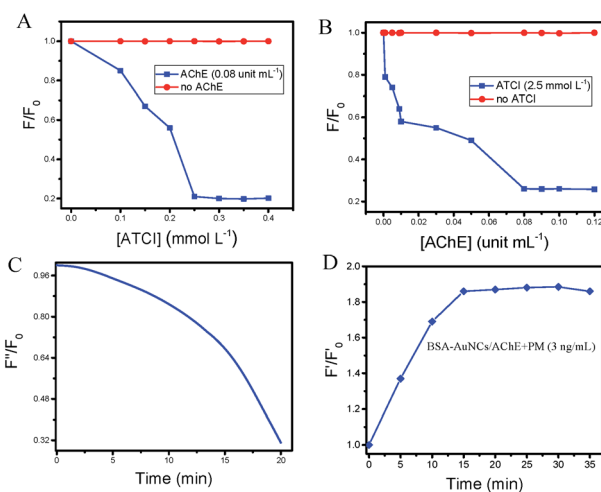 A
F/F₀
1.0
0.8
0.6
0.4
0.2
AChE (0.08 unit mL⁻¹)
no AChE
0.0 0.1 0.2 0.3 0.4
[ATCl] (mmol L⁻¹)
B
F/F₀
1.0
0.8
0.6
0.4
0.2
ATCl (2.5 mmol L⁻¹)
no ATCl
0.00 0.02 0.04 0.06 0.08 0.10 0.12
[AChE] (unit mL⁻¹)
C
F''/F₀
0.96
0.80
0.64
0.48
0.32
0 5 10 15 20
Time (min)
D
F'/F'₀
2.0
1.8
1.6
1.4
1.2
1.0
BSA-AuNCs/AChE+PM (3 ng/mL)
0 5 10 15 20 25 30 35
Time (min)